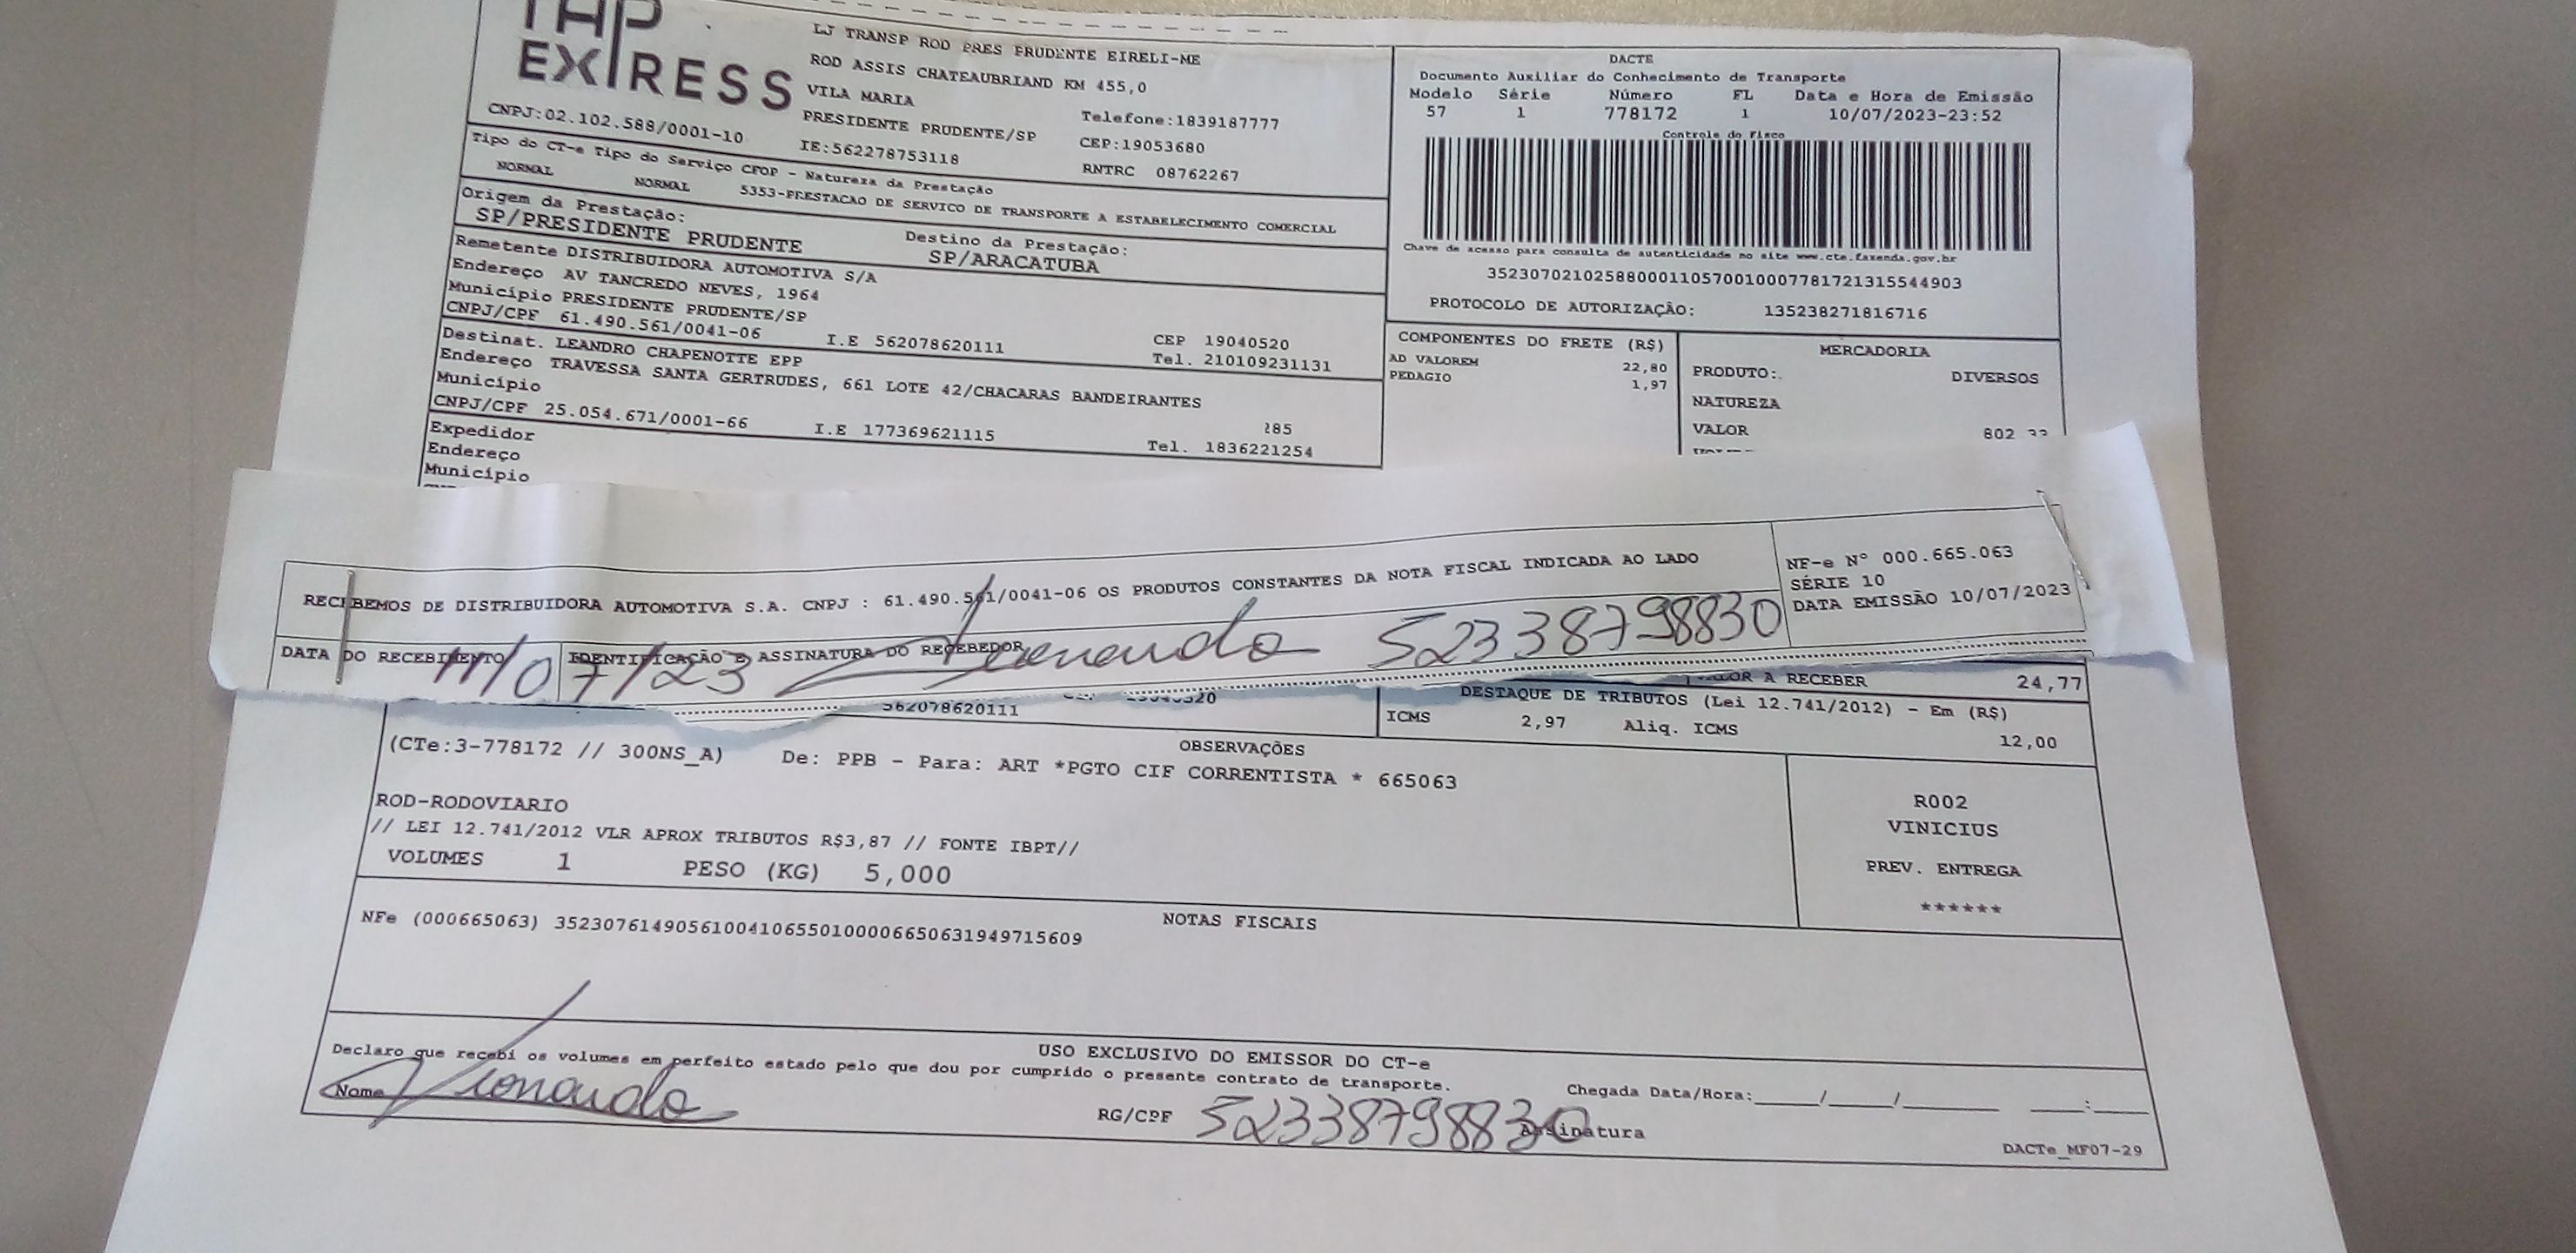 THP
EXPRESS
LJ TRANSP ROD PRES PRUDENTE EIRELI-ME
ROD ASSIS CHATEAUBRIAND KM 455,0
VILA MARIA
PRESIDENTE PRUDENTE/SP
Telefone:1839187777
CNPJ:02.102.588/0001-10
IE:562278753118
CEP:19053680
RNTRC 08762267
Tipo do CT-e Tipo do Serviço CFOP - Natureza da Prestação
NORMAL NORMAL 5353-PRESTACAO DE SERVICO DE TRANSPORTE A ESTABELECIMENTO COMERCIAL
Origem da Prestação:
SP/PRESIDENTE PRUDENTE
Destino da Prestação:
SP/ARACATUBA
Remetente DISTRIBUIDORA AUTOMOTIVA S/A
Endereço AV TANCREDO NEVES, 1964
Município PRESIDENTE PRUDENTE/SP
CEP 19040520
CNPJ/CPF 61.490.561/0041-06 I.E 562078620111 Tel. 210109231131
Destinat. LEANDRO CHAPENOTTE EPP
Endereço TRAVESSA SANTA GERTRUDES, 661 LOTE 42/CHACARAS BANDEIRANTES
Município
285
CNPJ/CPF 25.054.671/0001-66 I.E 177369621115 Tel. 1836221254
Expedidor
Endereço
Município
DACTE
Documento Auxiliar do Conhecimento de Transporte
Modelo Série Número FL Data e Hora de Emissão
57 1 778172 1 10/07/2023-23:52
Controle do Fisco
Chave de acesso para consulta de autenticidade no site www.cte.fazenda.gov.br
35230702102588000110570010007781721315544903
PROTOCOLO DE AUTORIZAÇÃO: 135238271816716
COMPONENTES DO FRETE (R$)
AD VALOREM 22,80
PEDAGIO 1,97
MERCADORIA
PRODUTO:. DIVERSOS
NATUREZA
VALOR 802
RECEBEMOS DE DISTRIBUIDORA AUTOMOTIVA S.A. CNPJ : 61.490.561/0041-06 OS PRODUTOS CONSTANTES DA NOTA FISCAL INDICADA AO LADO
NF-e Nº 000.665.063
SÉRIE 10
DATA EMISSÃO 10/07/2023
DATA DO RECEBIMENTO IDENTIFICAÇÃO E ASSINATURA DO RECEBEDOR
11/07/23 52338798830
A RECEBER 24,77
562078620111
DESTAQUE DE TRIBUTOS (Lei 12.741/2012) - Em (R$)
ICMS 2,97 Aliq. ICMS 12,00
OBSERVAÇÕES
(CTe:3-778172 // 300NS_A) De: PPB - Para: ART *PGTO CIF CORRENTISTA * 665063
ROD-RODOVIARIO
// LEI 12.741/2012 VLR APROX TRIBUTOS R$3,87 // FONTE IBPT//
VOLUMES 1 PESO (KG) 5,000
R002
VINICIUS
PREV. ENTREGA
******
NOTAS FISCAIS
NFe (000665063) 35230761490561004106550100006650631949715609
USO EXCLUSIVO DO EMISSOR DO CT-e
Declaro que recebi os volumes em perfeito estado pelo que dou por cumprido o presente contrato de transporte.
Nome
RG/CPF 52338798830 Assinatura
Chegada Data/Hora:_____/_____/_______ ____:____
DACTe_MF07-29